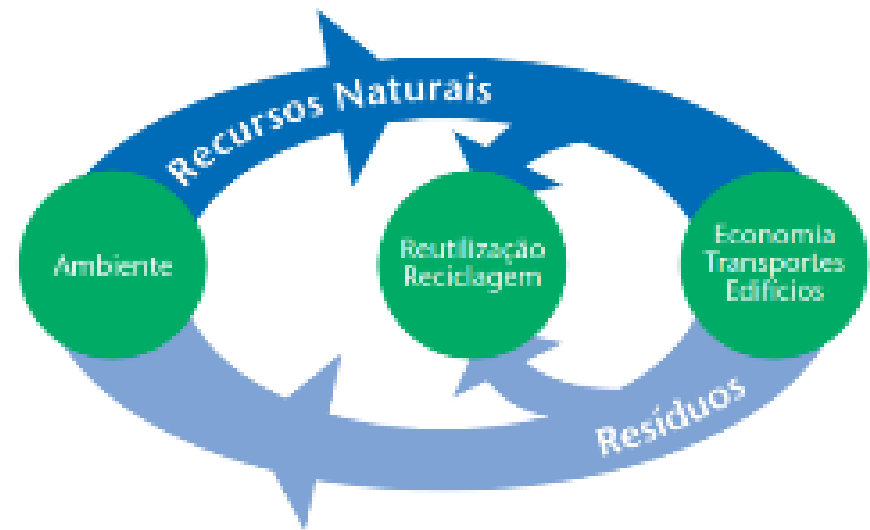 Recursos Naturais
Ambiente
Reutilização
Reciclagem
Economia
Transportes
Edifícios
Resíduos